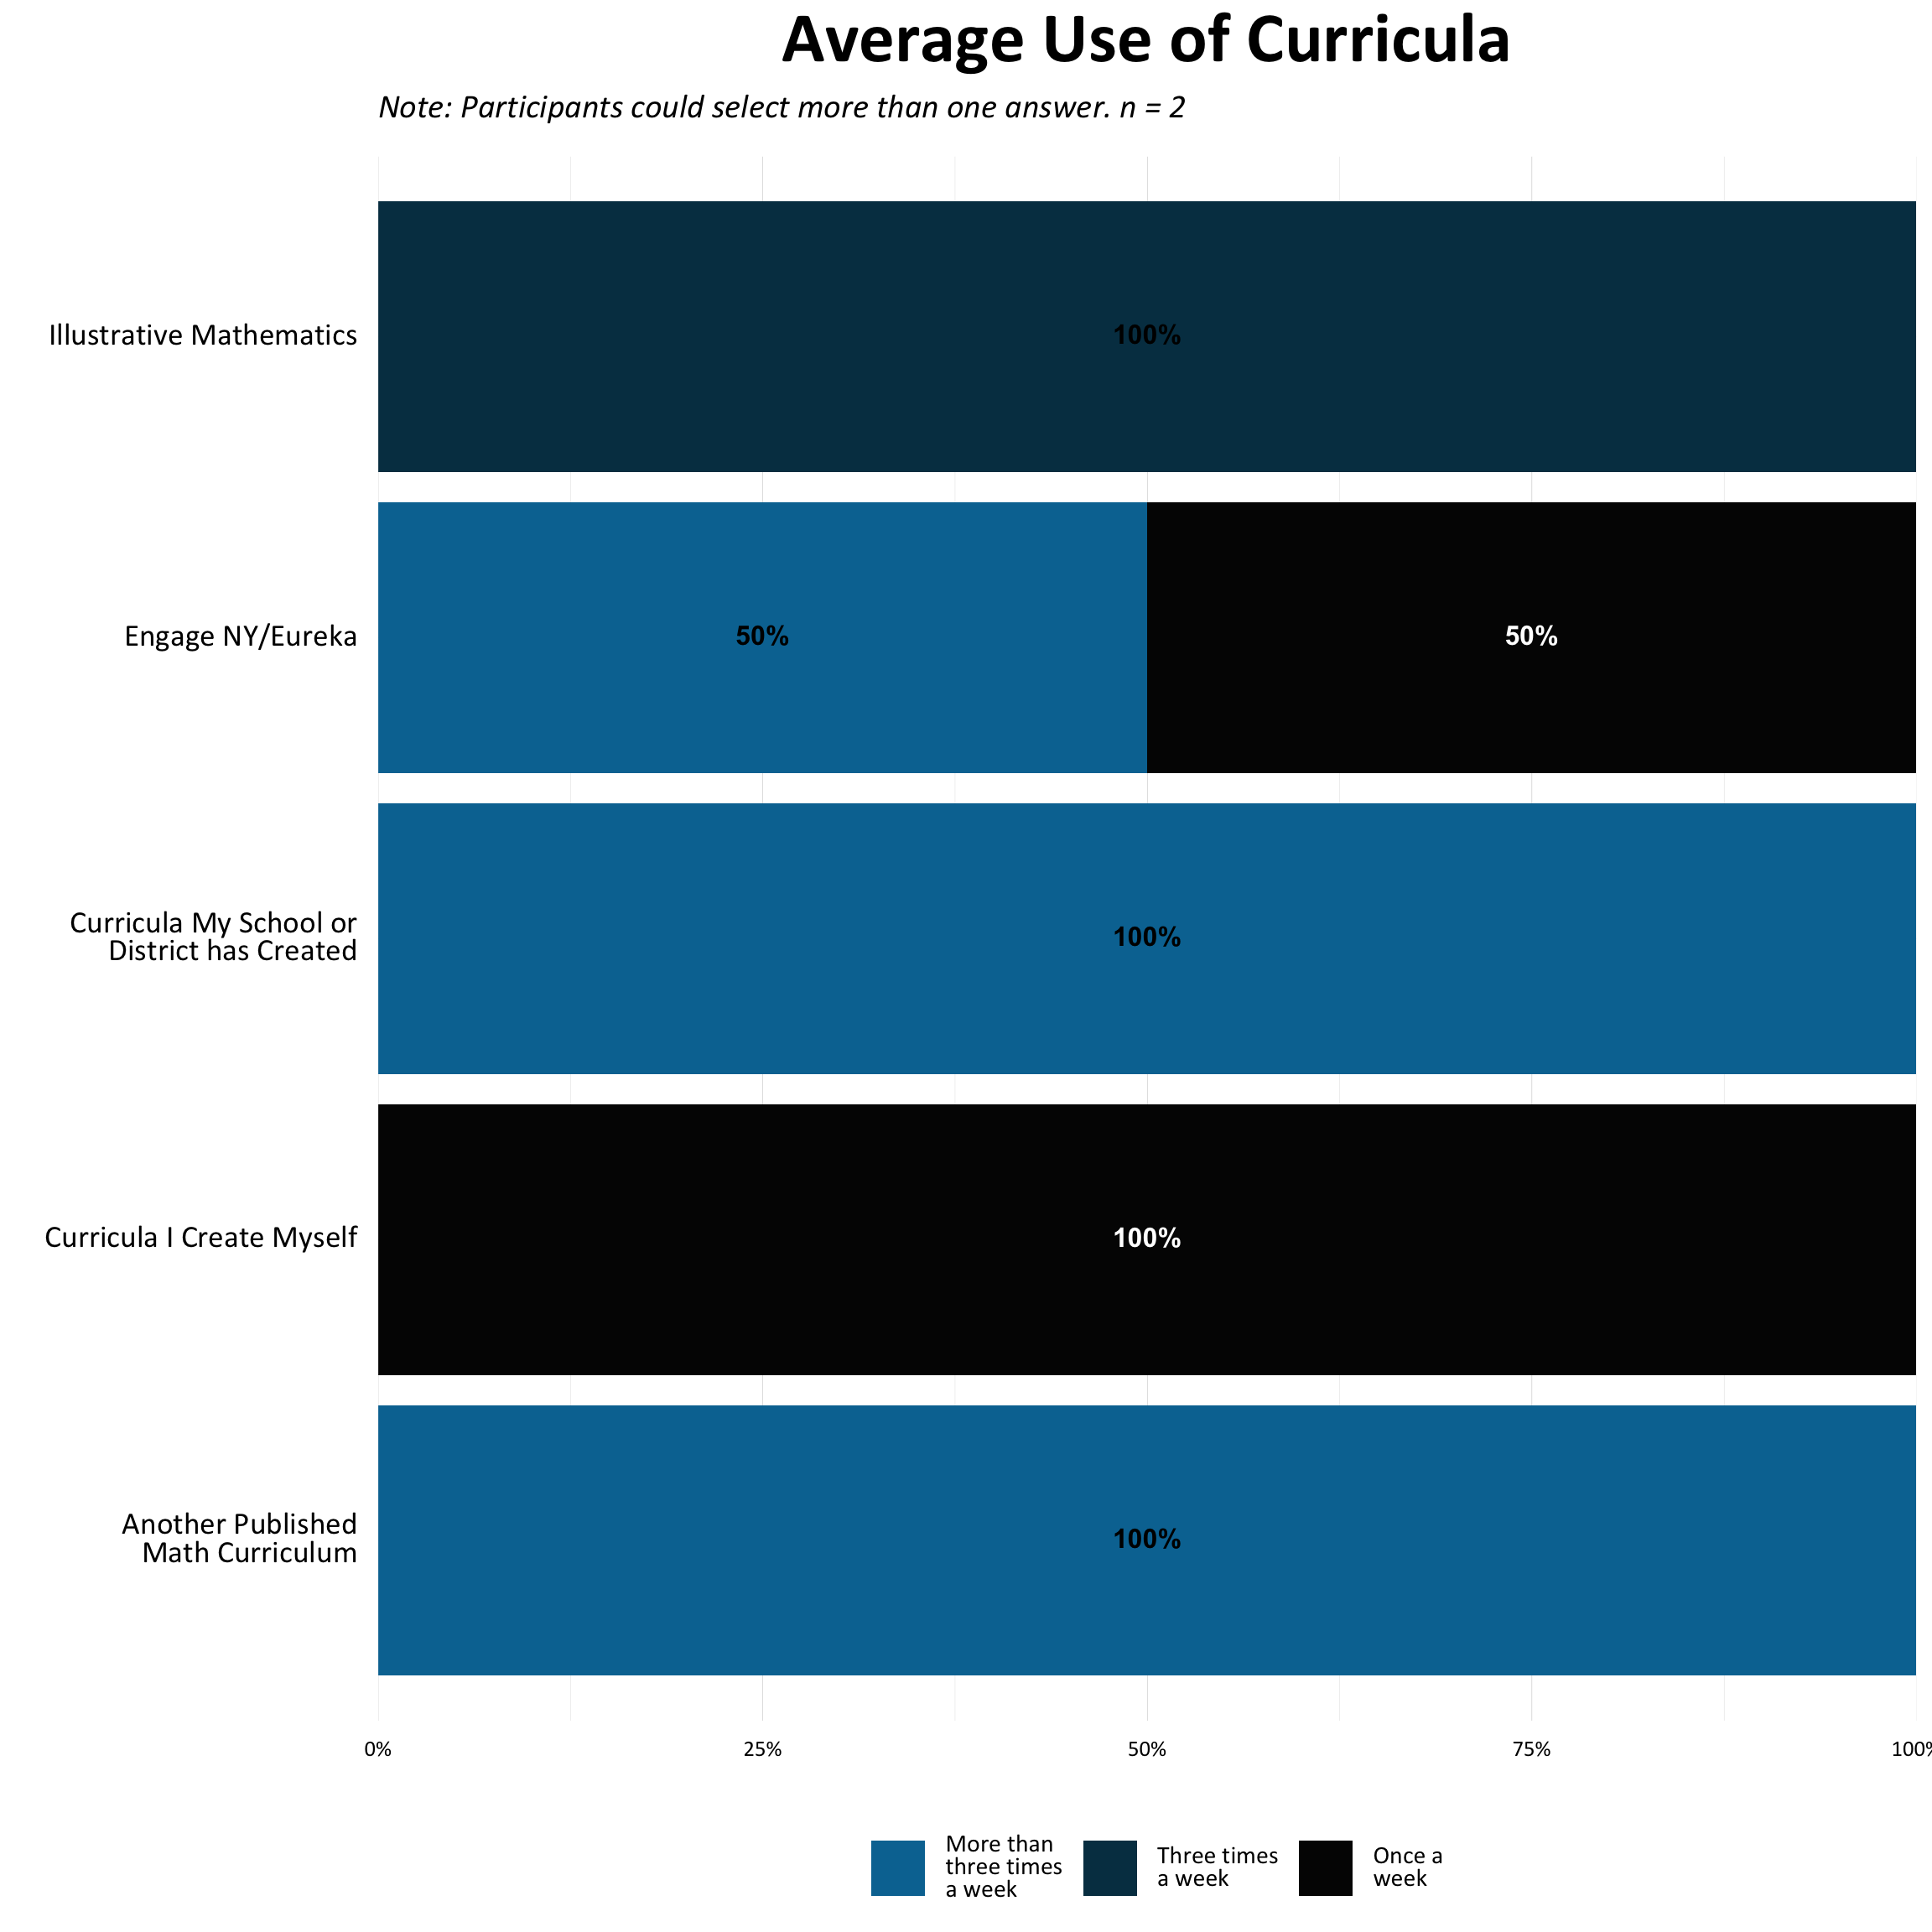 Average Use of Curricula
Note: Participants could select more than one answer. n = 2
Illustrative Mathematics
100%
Engage NY/Eureka
50%
50%
Curricula My School or
District has Created
100%
Curricula I Create Myself
100%
Another Published
Math Curriculum
100%
0%
25%
50%
75%
100%
More than
three times
a week
Three times
a week
Once a
week